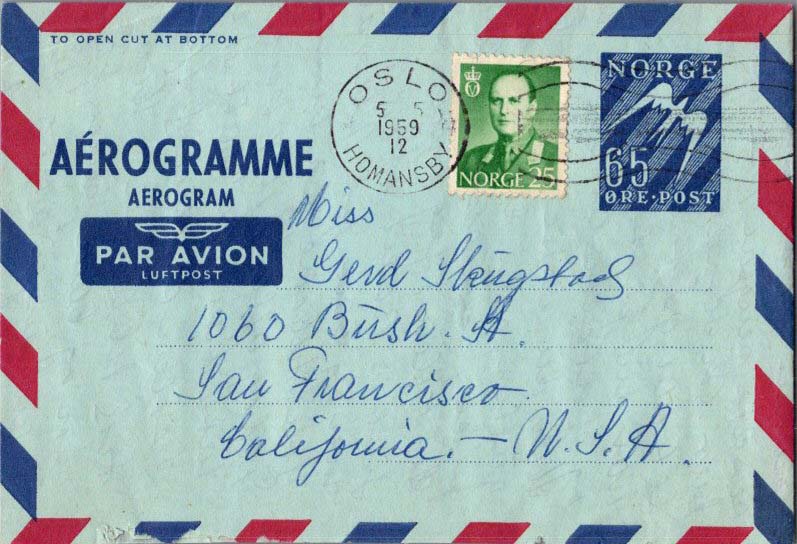 TO OPEN CUT AT BOTTOM
OSLO
5 5
1959
12
HOMANSBY
NORGE 25
NORGE
65
ØRE·POST
AÉROGRAMME
AEROGRAM
PAR AVION
LUFTPOST
Miss
Gerd
1060 Bush. St.
San Francisco.
California. — U.S.A.